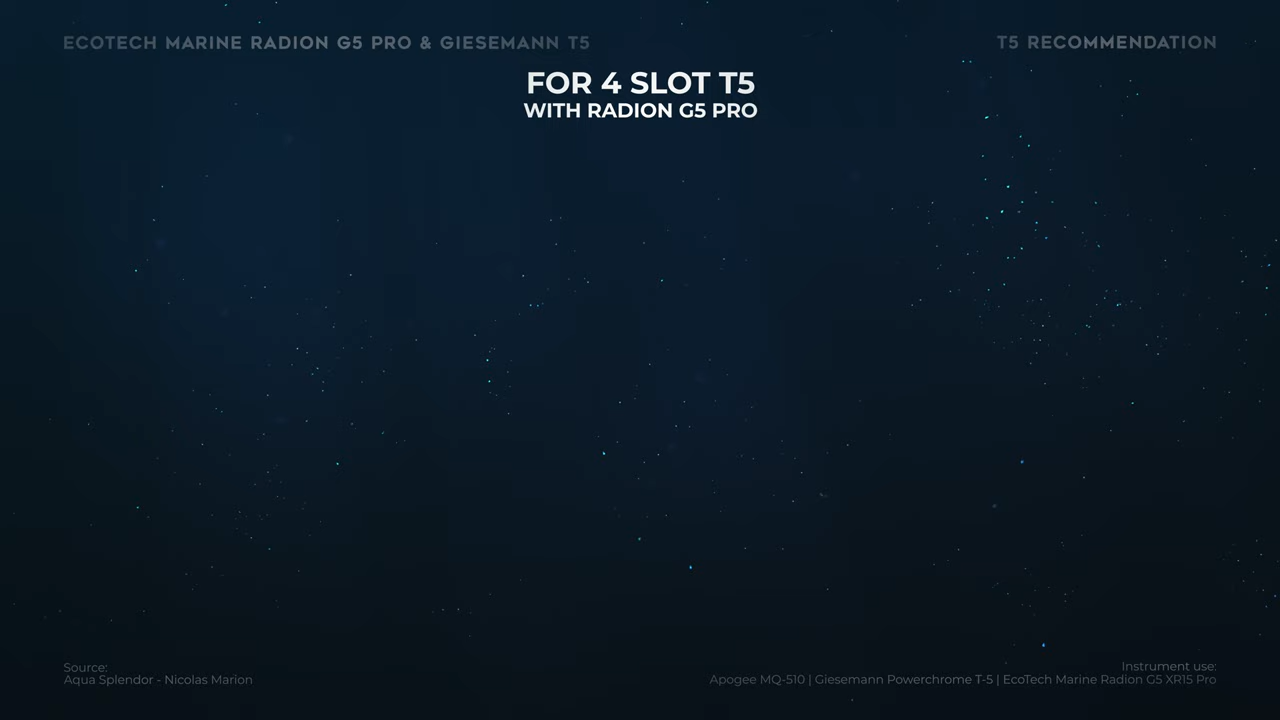 ECOTECH MARINE RADION G5 PRO & GIESEMANN T5
T5 RECOMMENDATION
FOR 4 SLOT T5
WITH RADION G5 PRO
Source:
Aqua Splendor - Nicolas Marion
Instrument use:
Apogee MQ-510 | Giesemann Powerchrome T-5 | EcoTech Marine Radion G5 XR15 Pro